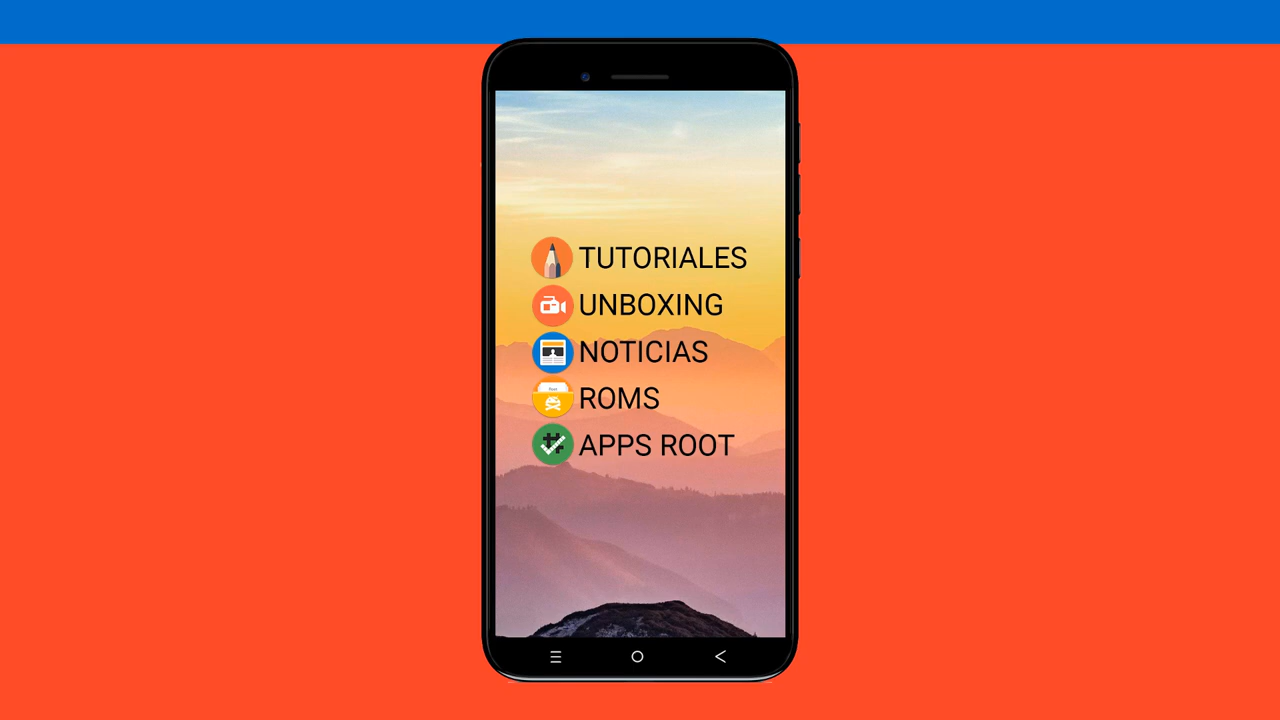 TUTORIALES
UNBOXING
NOTICIAS
ROMS
APPS ROOT